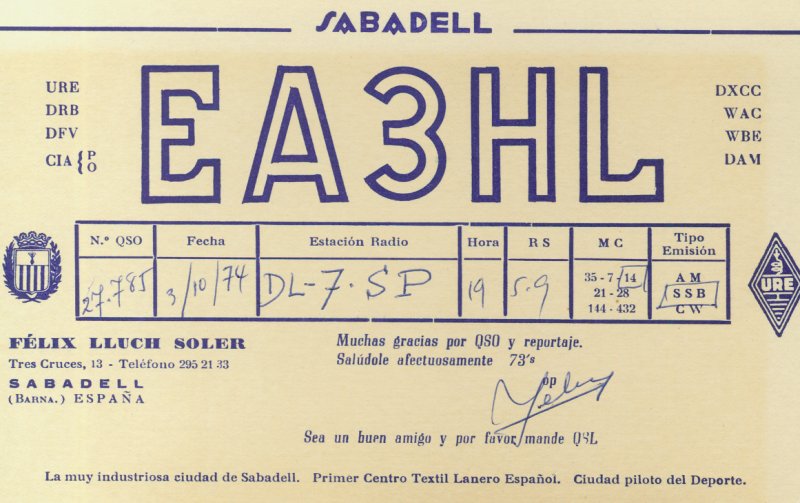 SABADELL
URE
DRB
DFV
CIA { P
O
EA3HL
DXCC
WAC
WBE
DAM
N.º QSO Fecha Estación Radio Hora R S M C Tipo Emisión
27.785 3/10/74 DL-7-SP 19 5.9 35-7-14 AM
21-28 SSB
144-432 CW
URE
FÉLIX LLUCH SOLER
Tres Cruces, 13 - Teléfono 295 21 33
SABADELL
(BARNA.) ESPAÑA
Muchas gracias por QSO y reportaje.
Salúdole afectuosamente 73's
op
Sea un buen amigo y por favor mande QSL
La muy industriosa ciudad de Sabadell. Primer Centro Textil Lanero Español. Ciudad piloto del Deporte.